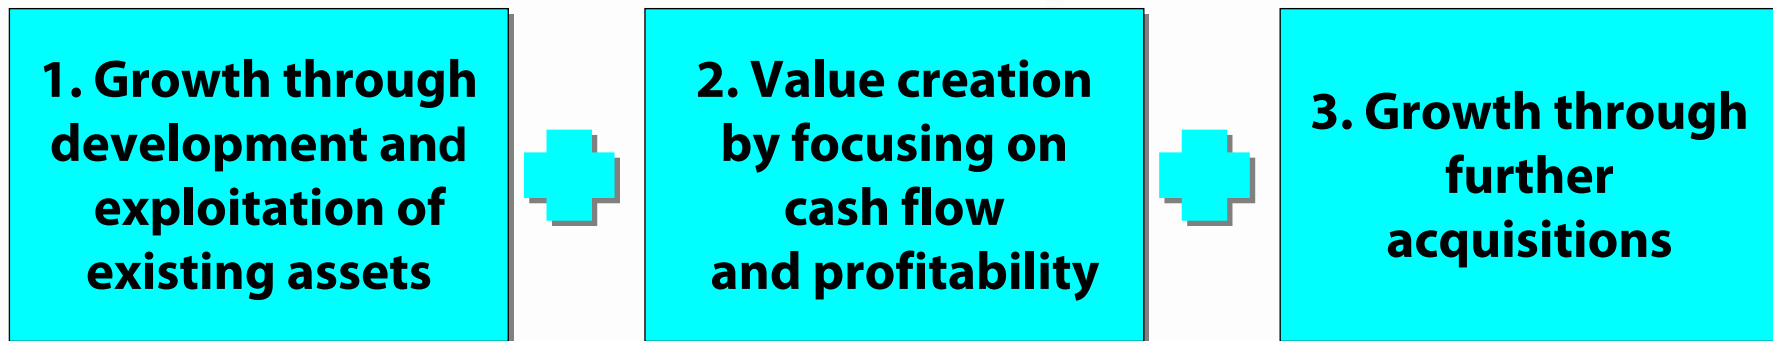 1. Growth through
development and
exploitation of
existing assets
2. Value creation
by focusing on
cash flow
and profitability
3. Growth through
further
acquisitions